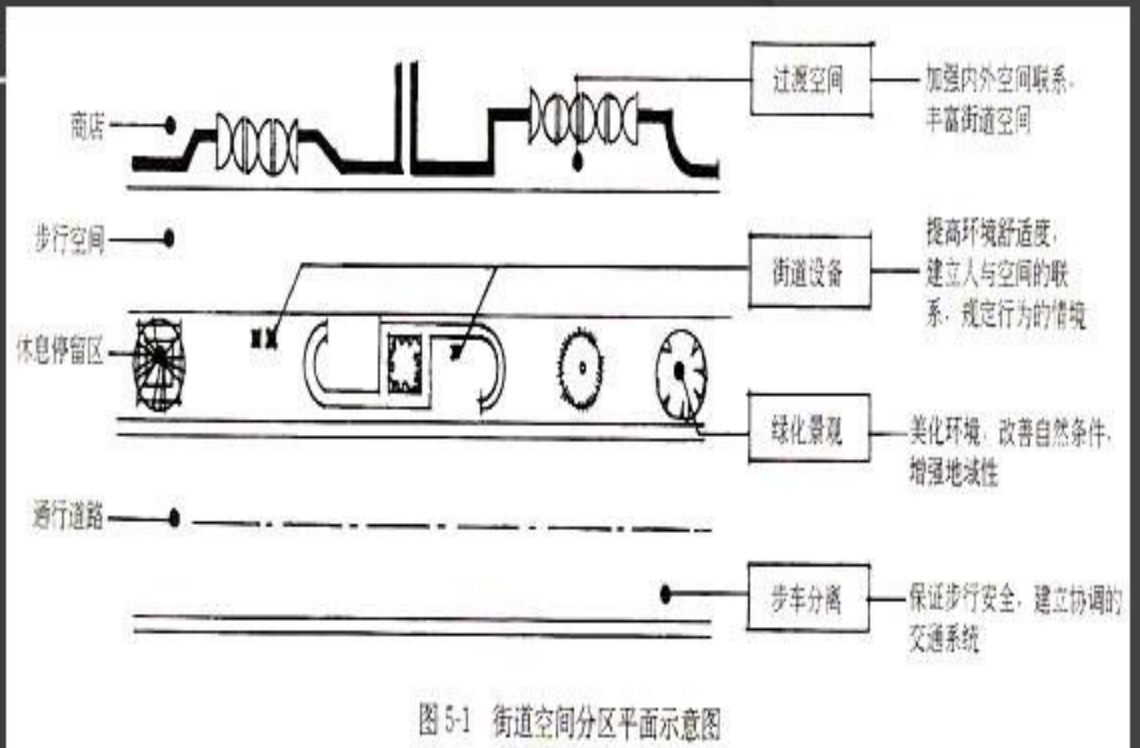 商店
过渡空间
加强内外空间联系.
丰富街道空间
步行空间
街道设备
提高环境舒适度.
建立人与空间的联
系. 规定行为的情境
休息停留区
绿化景观
美化环境. 改善自然条件.
增强地域性
通行道路
步车分离
保证步行安全. 建立协调的
交通系统
图 5-1 街道空间分区平面示意图